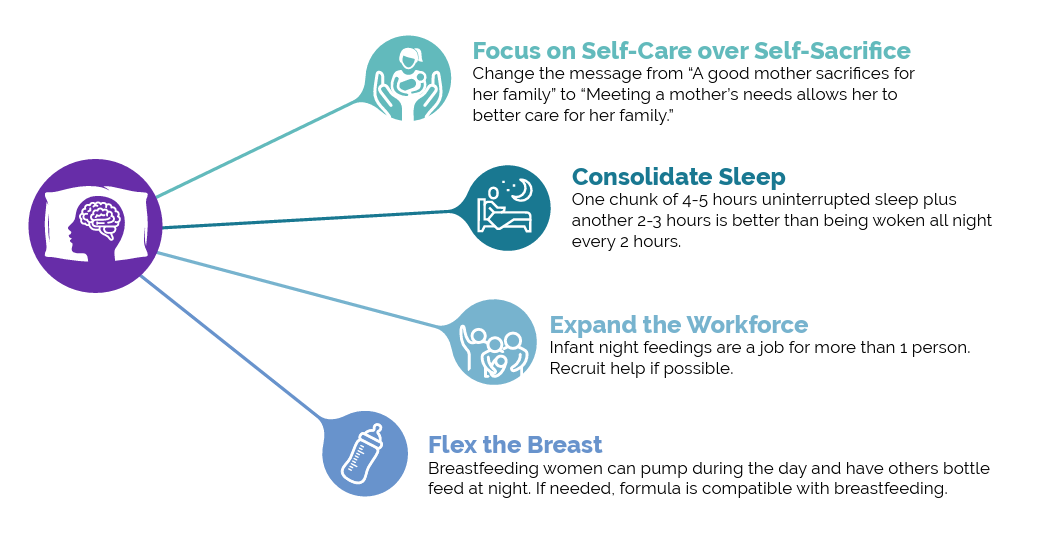 Focus on Self-Care over Self-Sacrifice
Change the message from “A good mother sacrifices for
her family” to “Meeting a mother’s needs allows her to
better care for her family.”
Consolidate Sleep
One chunk of 4-5 hours uninterrupted sleep plus
another 2-3 hours is better than being woken all night
every 2 hours.
Expand the Workforce
Infant night feedings are a job for more than 1 person.
Recruit help if possible.
Flex the Breast
Breastfeeding women can pump during the day and have others bottle
feed at night. If needed, formula is compatible with breastfeeding.